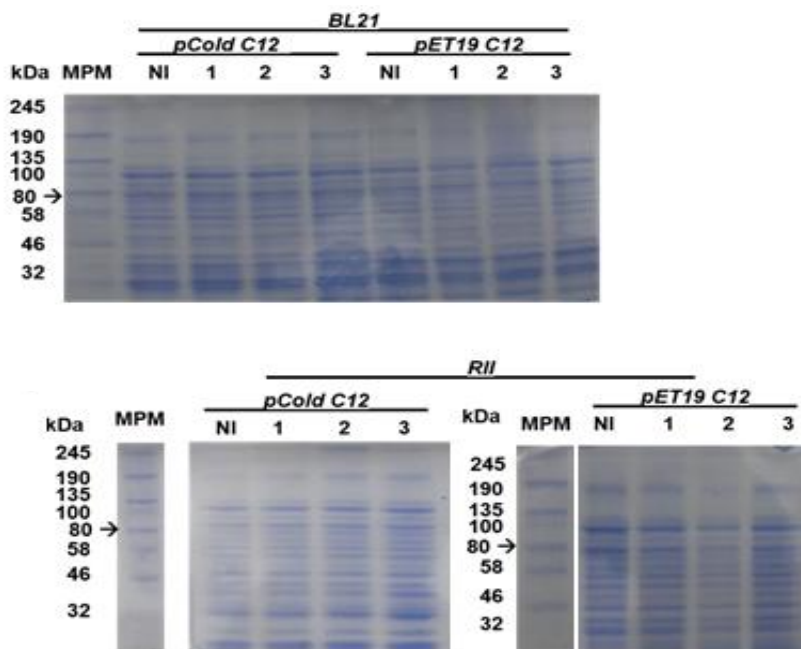 BL21
pCold C12 pET19 C12
kDa MPM NI 1 2 3 NI 1 2 3
245
190
135
100
80 →
58
46
32
RII
pCold C12 pET19 C12
kDa MPM NI 1 2 3 kDa MPM NI 1 2 3
245 245
190 190
135 135
100 100
80 → 80 →
58 58
46 46
32 32